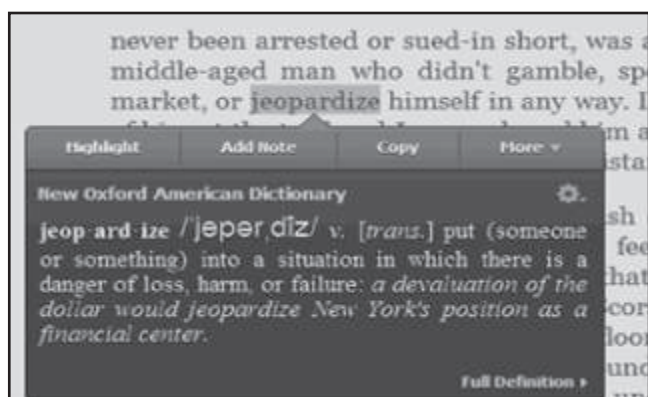 never been arrested or sued-in short, was a
middle-aged man who didn't gamble, spe
market, or jeopardize himself in any way. I
Highlight Add Note Copy More
New Oxford American Dictionary
jeop·ard·ize /ˈjepərˌdīz/ v. [trans.] put (someone
or something) into a situation in which there is a
danger of loss, harm, or failure: a devaluation of the
dollar would jeopardize New York's position as a
financial center.
Full Definition